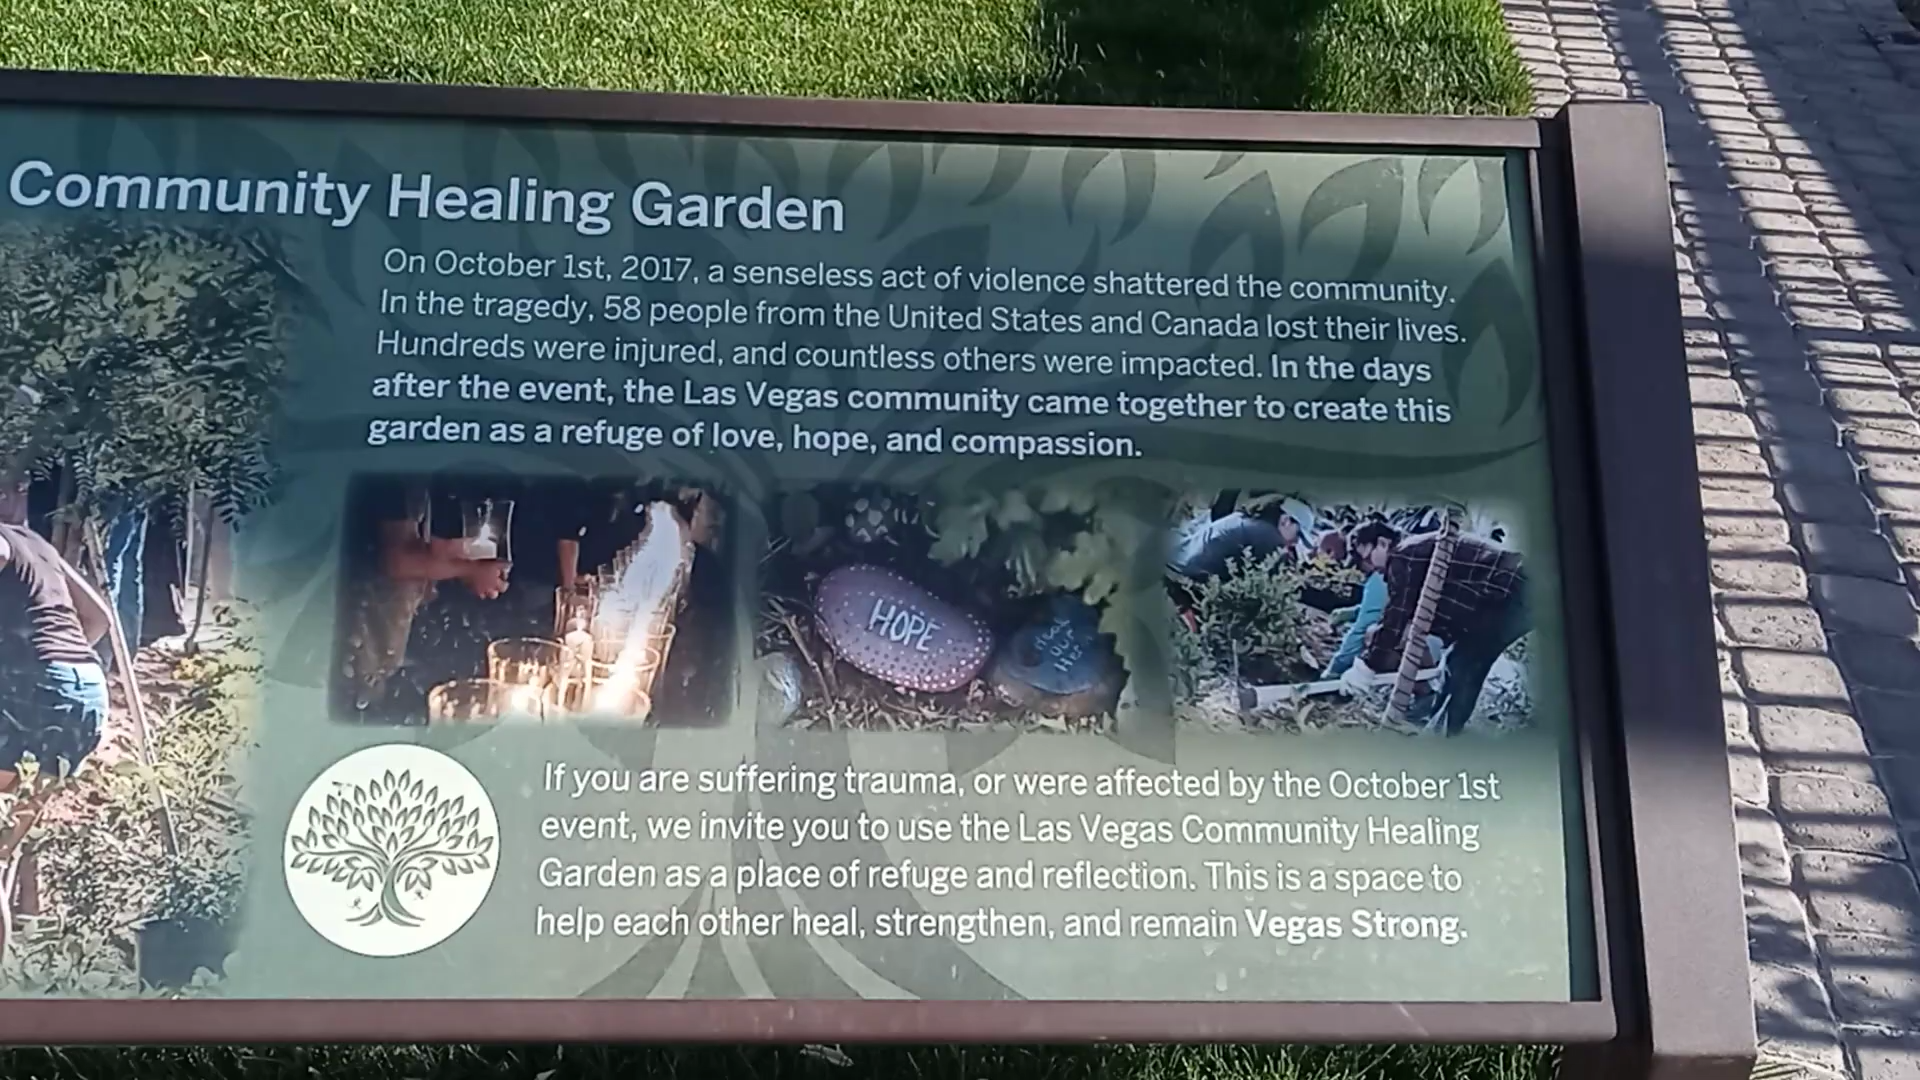 Community Healing Garden
On October 1st, 2017, a senseless act of violence shattered the community.
In the tragedy, 58 people from the United States and Canada lost their lives.
Hundreds were injured, and countless others were impacted. In the days
after the event, the Las Vegas community came together to create this
garden as a refuge of love, hope, and compassion.
HOPE
If you are suffering trauma, or were affected by the October 1st
event, we invite you to use the Las Vegas Community Healing
Garden as a place of refuge and reflection. This is a space to
help each other heal, strengthen, and remain Vegas Strong.